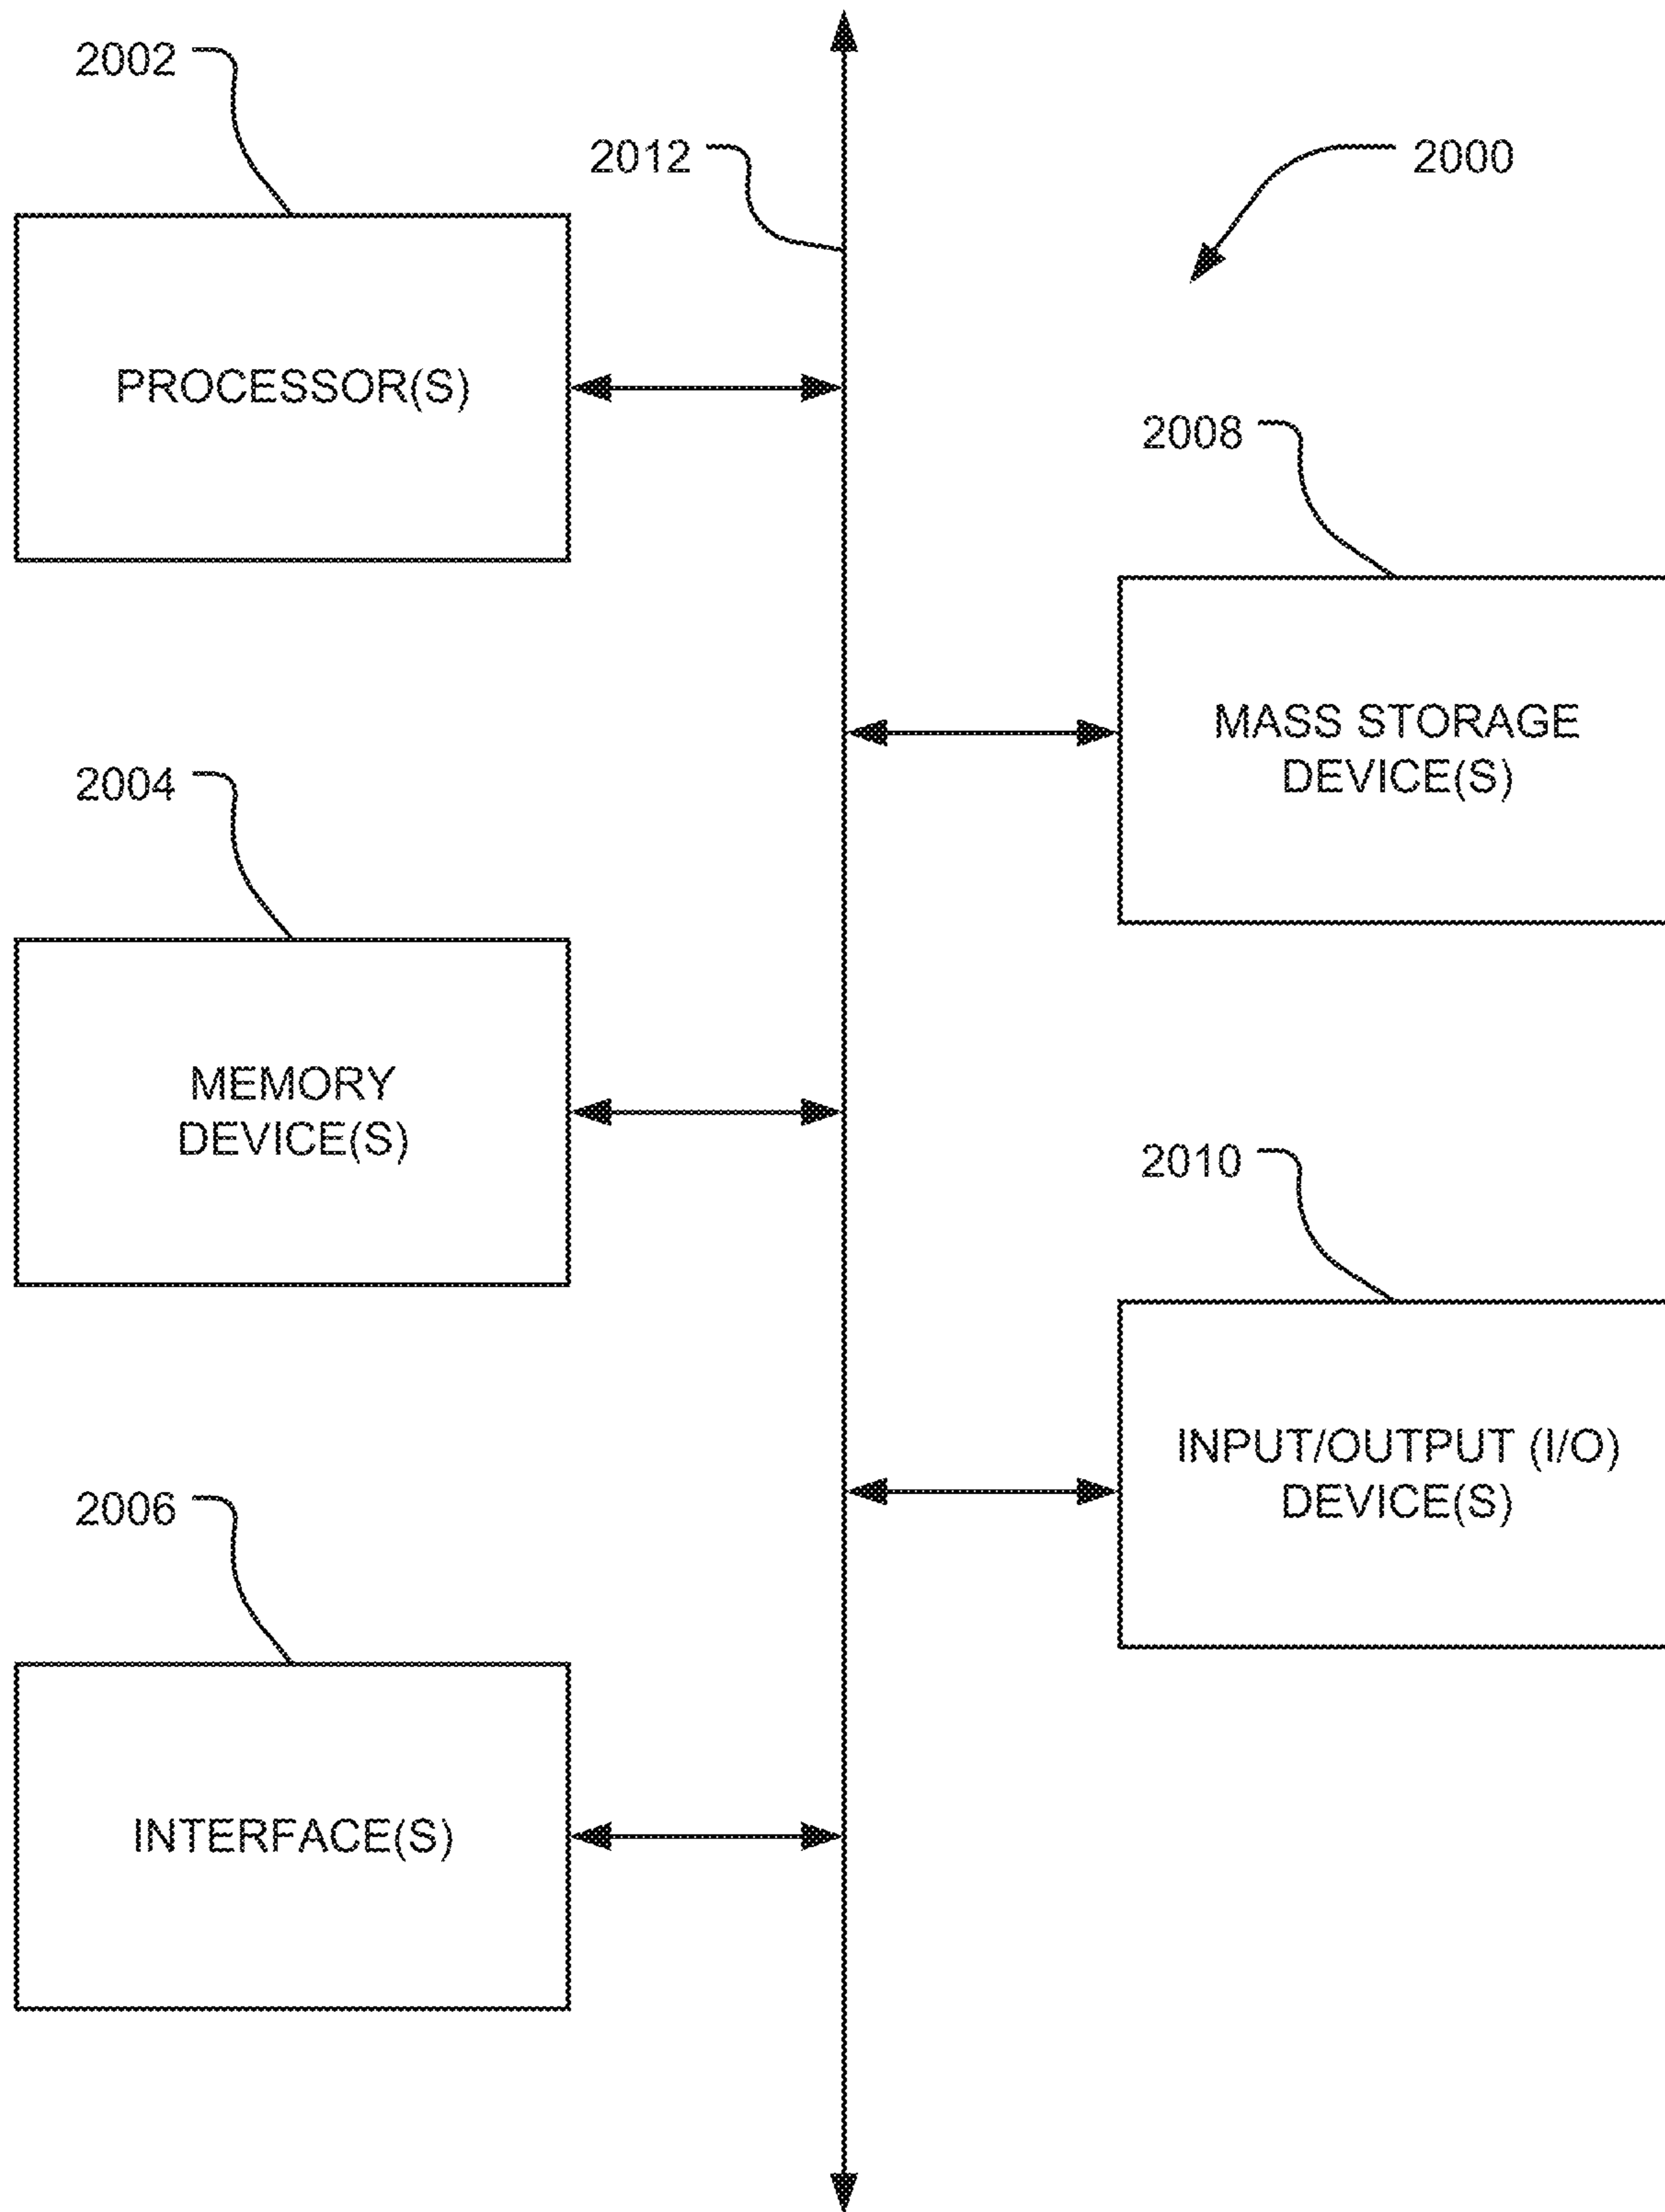 2002
2012
2000
PROCESSOR(S)
2008
MASS STORAGE
DEVICE(S)
2004
MEMORY
DEVICE(S)
2010
INPUT/OUTPUT (I/O)
DEVICE(S)
2006
INTERFACE(S)